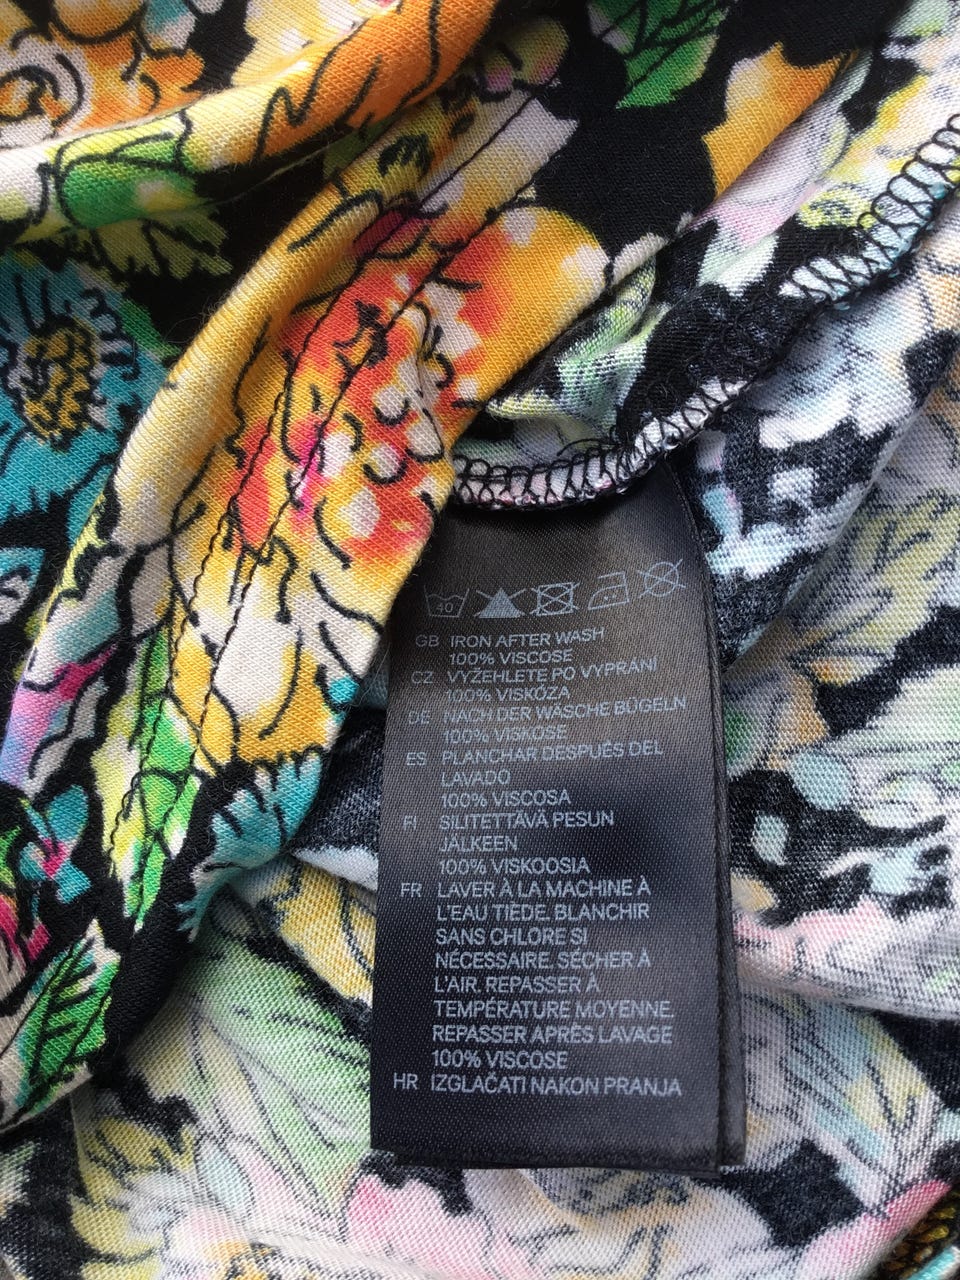 40
GB IRON AFTER WASH
100% VISCOSE
CZ VYŽEHLETE PO VYPRÁNÍ
100% VISKÓZA
DE NACH DER WÄSCHE BÜGELN
100% VISKOSE
ES PLANCHAR DESPUÉS DEL
LAVADO
100% VISCOSA
FI SILITETTÄVÄ PESUN
JÄLKEEN
100% VISKOOSIA
FR LAVER À LA MACHINE À
L'EAU TIÈDE. BLANCHIR
SANS CHLORE SI
NÉCESSAIRE. SÉCHER À
L'AIR. REPASSER À
TEMPÉRATURE MOYENNE.
REPASSER APRÈS LAVAGE
100% VISCOSE
HR IZGLAČATI NAKON PRANJA